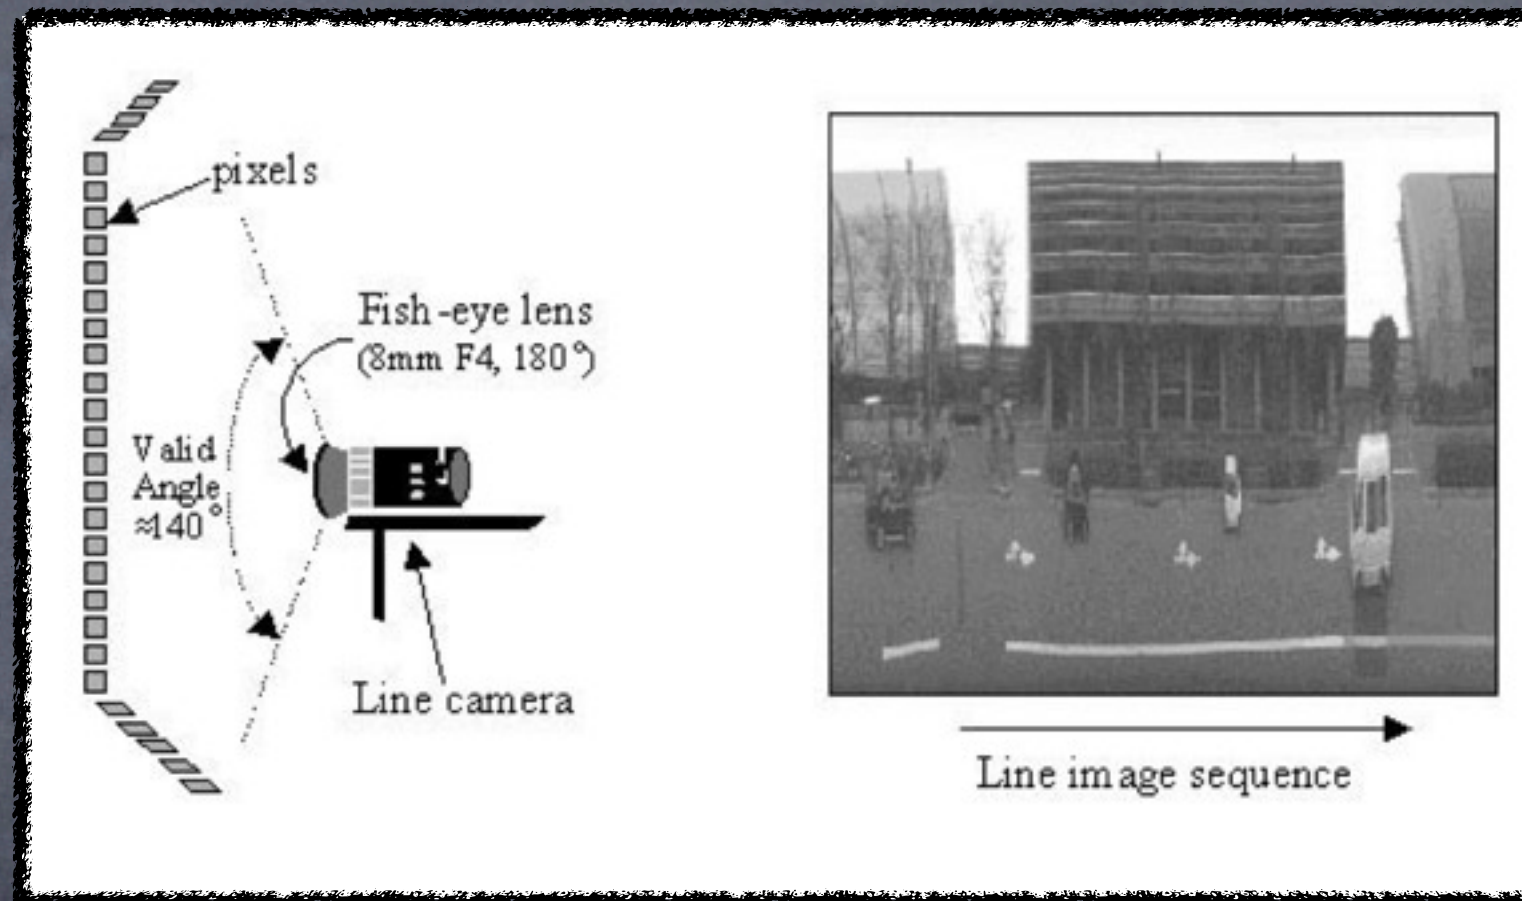 pixels
Fish-eye lens
(8mm F4, 180°)
Valid
Angle
≈140°
Line camera
Line image sequence